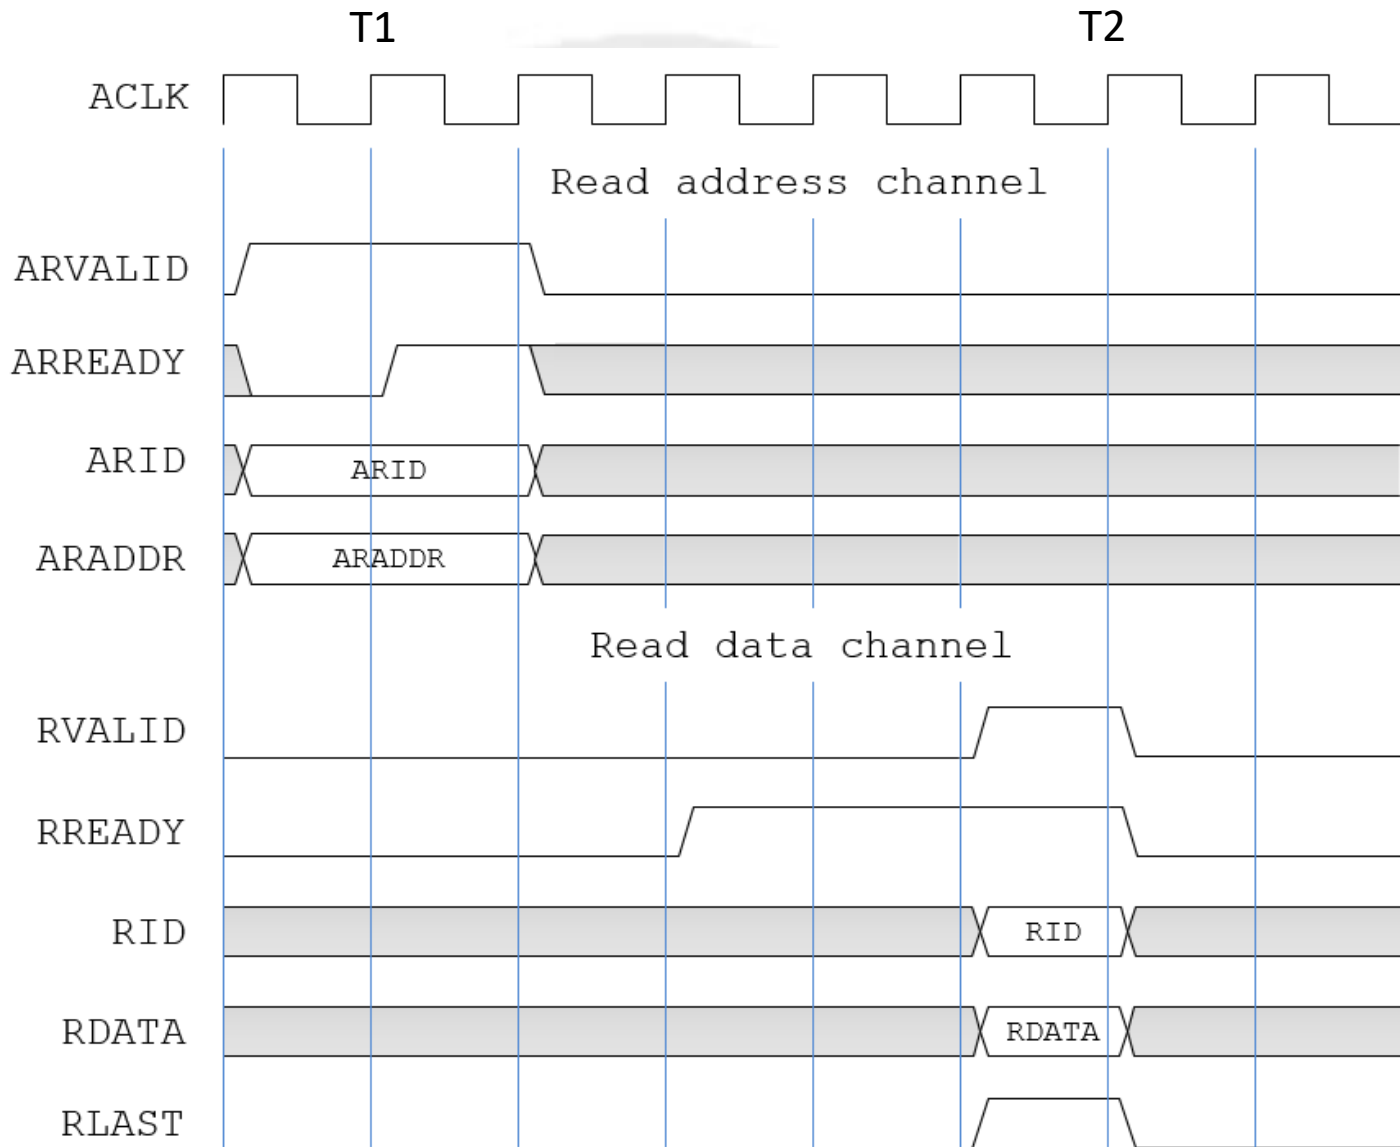 T1 T2
ACLK
Read address channel
ARVALID
ARREADY
ARID ARID
ARADDR ARADDR
Read data channel
RVALID
RREADY
RID RID
RDATA RDATA
RLAST